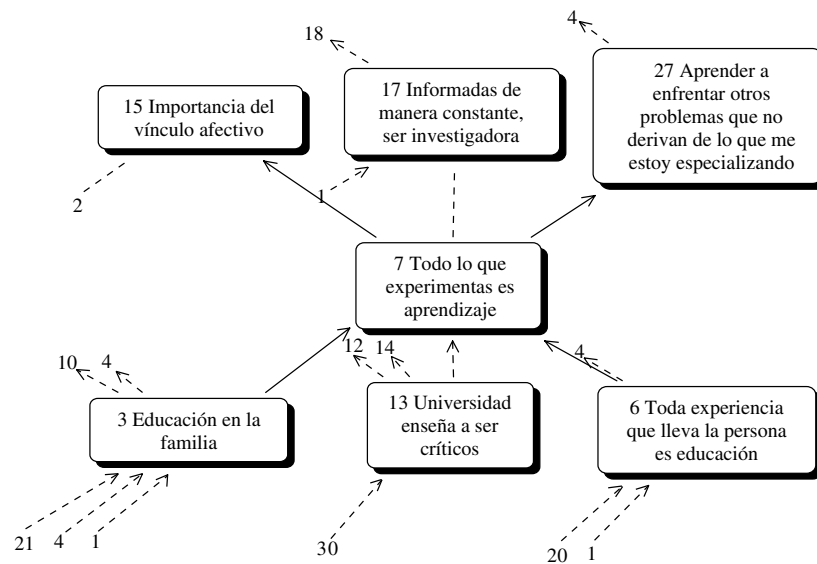 4
18
15 Importancia del
vínculo afectivo
17 Informadas de
manera constante,
ser investigadora
27 Aprender a
enfrentar otros
problemas que no
derivan de lo que me
estoy especializando
2
1
7 Todo lo que
experimentas es
aprendizaje
10
4
12
14
4
3 Educación en la
familia
13 Universidad
enseña a ser
críticos
6 Toda experiencia
que lleva la persona
es educación
21
4
1
30
20
1